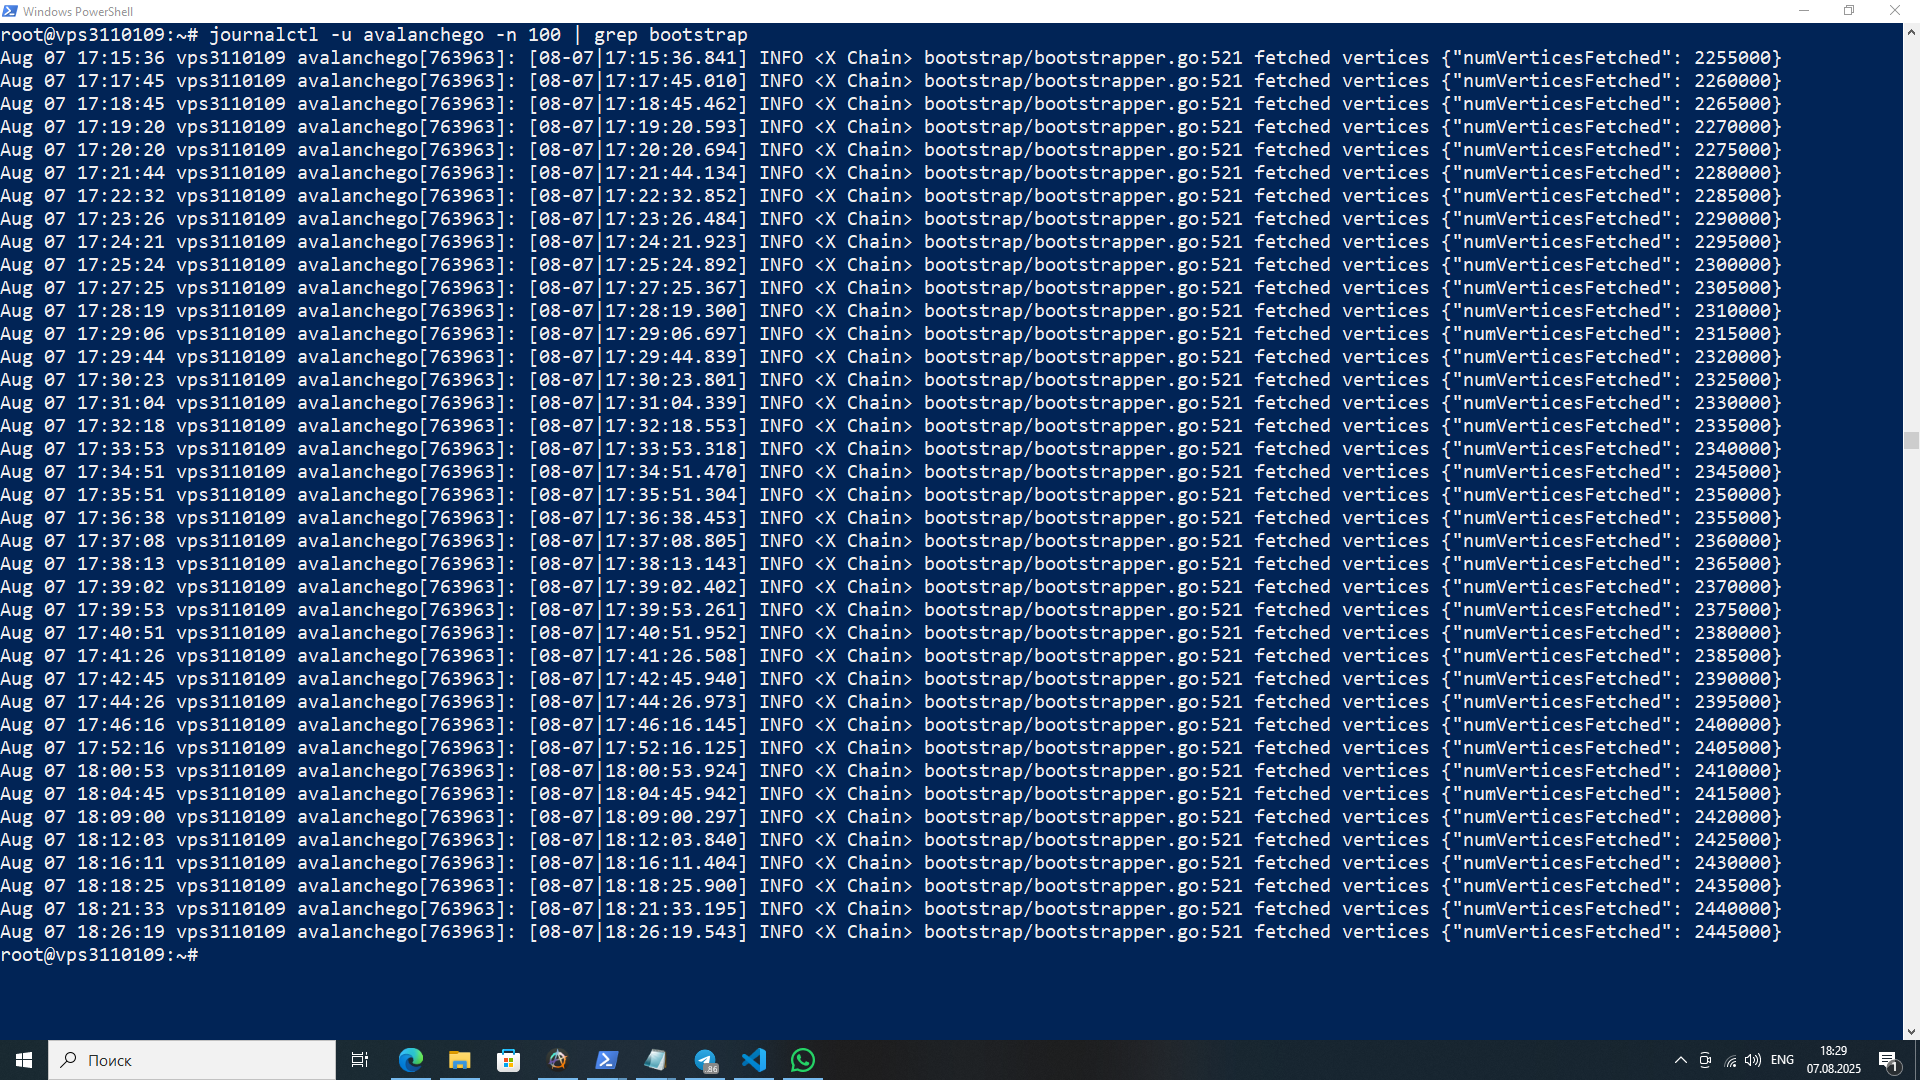 Windows PowerShell
root@vps3110109:~# journalctl -u avalanchego -n 100 | grep bootstrap
Aug 07 17:15:36 vps3110109 avalanchego[763963]: [08-07|17:15:36.841] INFO <X Chain> bootstrap/bootstrapper.go:521 fetched vertices {"numVerticesFetched": 2255000}
Aug 07 17:17:45 vps3110109 avalanchego[763963]: [08-07|17:17:45.010] INFO <X Chain> bootstrap/bootstrapper.go:521 fetched vertices {"numVerticesFetched": 2260000}
Aug 07 17:18:45 vps3110109 avalanchego[763963]: [08-07|17:18:45.462] INFO <X Chain> bootstrap/bootstrapper.go:521 fetched vertices {"numVerticesFetched": 2265000}
Aug 07 17:19:20 vps3110109 avalanchego[763963]: [08-07|17:19:20.593] INFO <X Chain> bootstrap/bootstrapper.go:521 fetched vertices {"numVerticesFetched": 2270000}
Aug 07 17:20:20 vps3110109 avalanchego[763963]: [08-07|17:20:20.694] INFO <X Chain> bootstrap/bootstrapper.go:521 fetched vertices {"numVerticesFetched": 2275000}
Aug 07 17:21:44 vps3110109 avalanchego[763963]: [08-07|17:21:44.134] INFO <X Chain> bootstrap/bootstrapper.go:521 fetched vertices {"numVerticesFetched": 2280000}
Aug 07 17:22:32 vps3110109 avalanchego[763963]: [08-07|17:22:32.852] INFO <X Chain> bootstrap/bootstrapper.go:521 fetched vertices {"numVerticesFetched": 2285000}
Aug 07 17:23:26 vps3110109 avalanchego[763963]: [08-07|17:23:26.484] INFO <X Chain> bootstrap/bootstrapper.go:521 fetched vertices {"numVerticesFetched": 2290000}
Aug 07 17:24:21 vps3110109 avalanchego[763963]: [08-07|17:24:21.923] INFO <X Chain> bootstrap/bootstrapper.go:521 fetched vertices {"numVerticesFetched": 2295000}
Aug 07 17:25:24 vps3110109 avalanchego[763963]: [08-07|17:25:24.892] INFO <X Chain> bootstrap/bootstrapper.go:521 fetched vertices {"numVerticesFetched": 2300000}
Aug 07 17:27:25 vps3110109 avalanchego[763963]: [08-07|17:27:25.367] INFO <X Chain> bootstrap/bootstrapper.go:521 fetched vertices {"numVerticesFetched": 2305000}
Aug 07 17:28:19 vps3110109 avalanchego[763963]: [08-07|17:28:19.300] INFO <X Chain> bootstrap/bootstrapper.go:521 fetched vertices {"numVerticesFetched": 2310000}
Aug 07 17:29:06 vps3110109 avalanchego[763963]: [08-07|17:29:06.697] INFO <X Chain> bootstrap/bootstrapper.go:521 fetched vertices {"numVerticesFetched": 2315000}
Aug 07 17:29:44 vps3110109 avalanchego[763963]: [08-07|17:29:44.839] INFO <X Chain> bootstrap/bootstrapper.go:521 fetched vertices {"numVerticesFetched": 2320000}
Aug 07 17:30:23 vps3110109 avalanchego[763963]: [08-07|17:30:23.801] INFO <X Chain> bootstrap/bootstrapper.go:521 fetched vertices {"numVerticesFetched": 2325000}
Aug 07 17:31:04 vps3110109 avalanchego[763963]: [08-07|17:31:04.339] INFO <X Chain> bootstrap/bootstrapper.go:521 fetched vertices {"numVerticesFetched": 2330000}
Aug 07 17:32:18 vps3110109 avalanchego[763963]: [08-07|17:32:18.553] INFO <X Chain> bootstrap/bootstrapper.go:521 fetched vertices {"numVerticesFetched": 2335000}
Aug 07 17:33:53 vps3110109 avalanchego[763963]: [08-07|17:33:53.318] INFO <X Chain> bootstrap/bootstrapper.go:521 fetched vertices {"numVerticesFetched": 2340000}
Aug 07 17:34:51 vps3110109 avalanchego[763963]: [08-07|17:34:51.470] INFO <X Chain> bootstrap/bootstrapper.go:521 fetched vertices {"numVerticesFetched": 2345000}
Aug 07 17:35:51 vps3110109 avalanchego[763963]: [08-07|17:35:51.304] INFO <X Chain> bootstrap/bootstrapper.go:521 fetched vertices {"numVerticesFetched": 2350000}
Aug 07 17:36:38 vps3110109 avalanchego[763963]: [08-07|17:36:38.453] INFO <X Chain> bootstrap/bootstrapper.go:521 fetched vertices {"numVerticesFetched": 2355000}
Aug 07 17:37:08 vps3110109 avalanchego[763963]: [08-07|17:37:08.805] INFO <X Chain> bootstrap/bootstrapper.go:521 fetched vertices {"numVerticesFetched": 2360000}
Aug 07 17:38:13 vps3110109 avalanchego[763963]: [08-07|17:38:13.143] INFO <X Chain> bootstrap/bootstrapper.go:521 fetched vertices {"numVerticesFetched": 2365000}
Aug 07 17:39:02 vps3110109 avalanchego[763963]: [08-07|17:39:02.402] INFO <X Chain> bootstrap/bootstrapper.go:521 fetched vertices {"numVerticesFetched": 2370000}
Aug 07 17:39:53 vps3110109 avalanchego[763963]: [08-07|17:39:53.261] INFO <X Chain> bootstrap/bootstrapper.go:521 fetched vertices {"numVerticesFetched": 2375000}
Aug 07 17:40:51 vps3110109 avalanchego[763963]: [08-07|17:40:51.952] INFO <X Chain> bootstrap/bootstrapper.go:521 fetched vertices {"numVerticesFetched": 2380000}
Aug 07 17:41:26 vps3110109 avalanchego[763963]: [08-07|17:41:26.508] INFO <X Chain> bootstrap/bootstrapper.go:521 fetched vertices {"numVerticesFetched": 2385000}
Aug 07 17:42:45 vps3110109 avalanchego[763963]: [08-07|17:42:45.940] INFO <X Chain> bootstrap/bootstrapper.go:521 fetched vertices {"numVerticesFetched": 2390000}
Aug 07 17:44:26 vps3110109 avalanchego[763963]: [08-07|17:44:26.973] INFO <X Chain> bootstrap/bootstrapper.go:521 fetched vertices {"numVerticesFetched": 2395000}
Aug 07 17:46:16 vps3110109 avalanchego[763963]: [08-07|17:46:16.145] INFO <X Chain> bootstrap/bootstrapper.go:521 fetched vertices {"numVerticesFetched": 2400000}
Aug 07 17:52:16 vps3110109 avalanchego[763963]: [08-07|17:52:16.125] INFO <X Chain> bootstrap/bootstrapper.go:521 fetched vertices {"numVerticesFetched": 2405000}
Aug 07 18:00:53 vps3110109 avalanchego[763963]: [08-07|18:00:53.924] INFO <X Chain> bootstrap/bootstrapper.go:521 fetched vertices {"numVerticesFetched": 2410000}
Aug 07 18:04:45 vps3110109 avalanchego[763963]: [08-07|18:04:45.942] INFO <X Chain> bootstrap/bootstrapper.go:521 fetched vertices {"numVerticesFetched": 2415000}
Aug 07 18:09:00 vps3110109 avalanchego[763963]: [08-07|18:09:00.297] INFO <X Chain> bootstrap/bootstrapper.go:521 fetched vertices {"numVerticesFetched": 2420000}
Aug 07 18:12:03 vps3110109 avalanchego[763963]: [08-07|18:12:03.840] INFO <X Chain> bootstrap/bootstrapper.go:521 fetched vertices {"numVerticesFetched": 2425000}
Aug 07 18:16:11 vps3110109 avalanchego[763963]: [08-07|18:16:11.404] INFO <X Chain> bootstrap/bootstrapper.go:521 fetched vertices {"numVerticesFetched": 2430000}
Aug 07 18:18:25 vps3110109 avalanchego[763963]: [08-07|18:18:25.900] INFO <X Chain> bootstrap/bootstrapper.go:521 fetched vertices {"numVerticesFetched": 2435000}
Aug 07 18:21:33 vps3110109 avalanchego[763963]: [08-07|18:21:33.195] INFO <X Chain> bootstrap/bootstrapper.go:521 fetched vertices {"numVerticesFetched": 2440000}
Aug 07 18:26:19 vps3110109 avalanchego[763963]: [08-07|18:26:19.543] INFO <X Chain> bootstrap/bootstrapper.go:521 fetched vertices {"numVerticesFetched": 2445000}
root@vps3110109:~#
Поиск
.86
ENG
18:29
07.08.2025
1